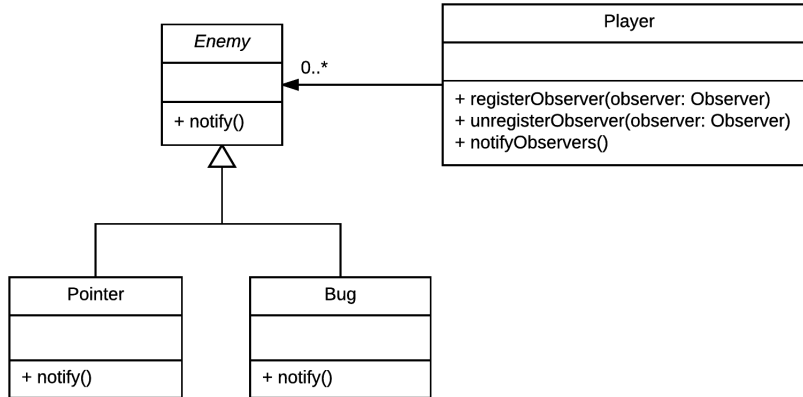 Enemy
+ notify()
0..*
Player
+ registerObserver(observer: Observer)
+ unregisterObserver(observer: Observer)
+ notifyObservers()
Pointer
+ notify()
Bug
+ notify()